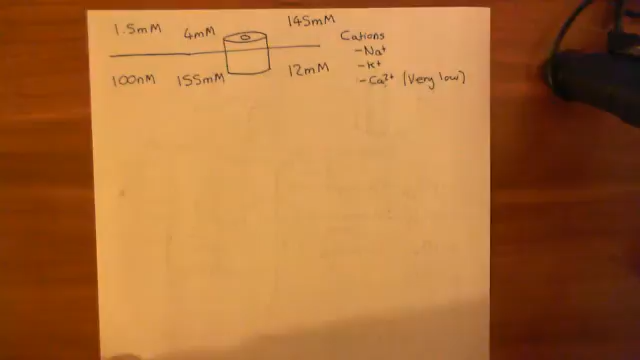 1.5mM 4mM 145mM
100nM 155mM 12mM
Cations
- Na⁺
- K⁺
- Ca²⁺ (Very low)